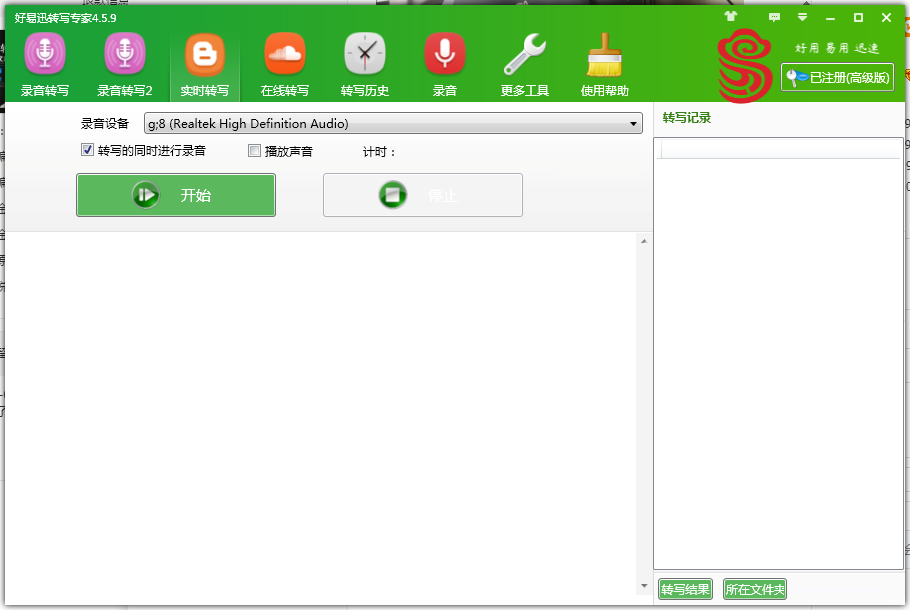 好易迅转写专家4.5.9
录音转写
录音转写2
实时转写
在线转写
转写历史
录音
更多工具
使用帮助
好用 易用 迅速
已注册(高级版)
录音设备
g;8 (Realtek High Definition Audio)
转写的同时进行录音
播放声音
计时：
开始
停止
转写记录
转写结果
所在文件夹